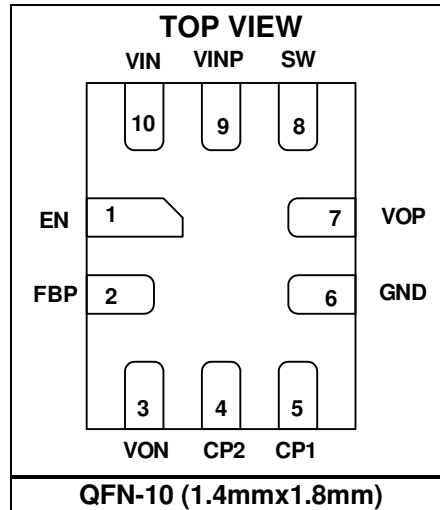 TOP VIEW
VIN VINP SW
10 9 8
EN 1 7 VOP
FBP 2 6 GND
3 4 5
VON CP2 CP1
QFN-10 (1.4mmx1.8mm)